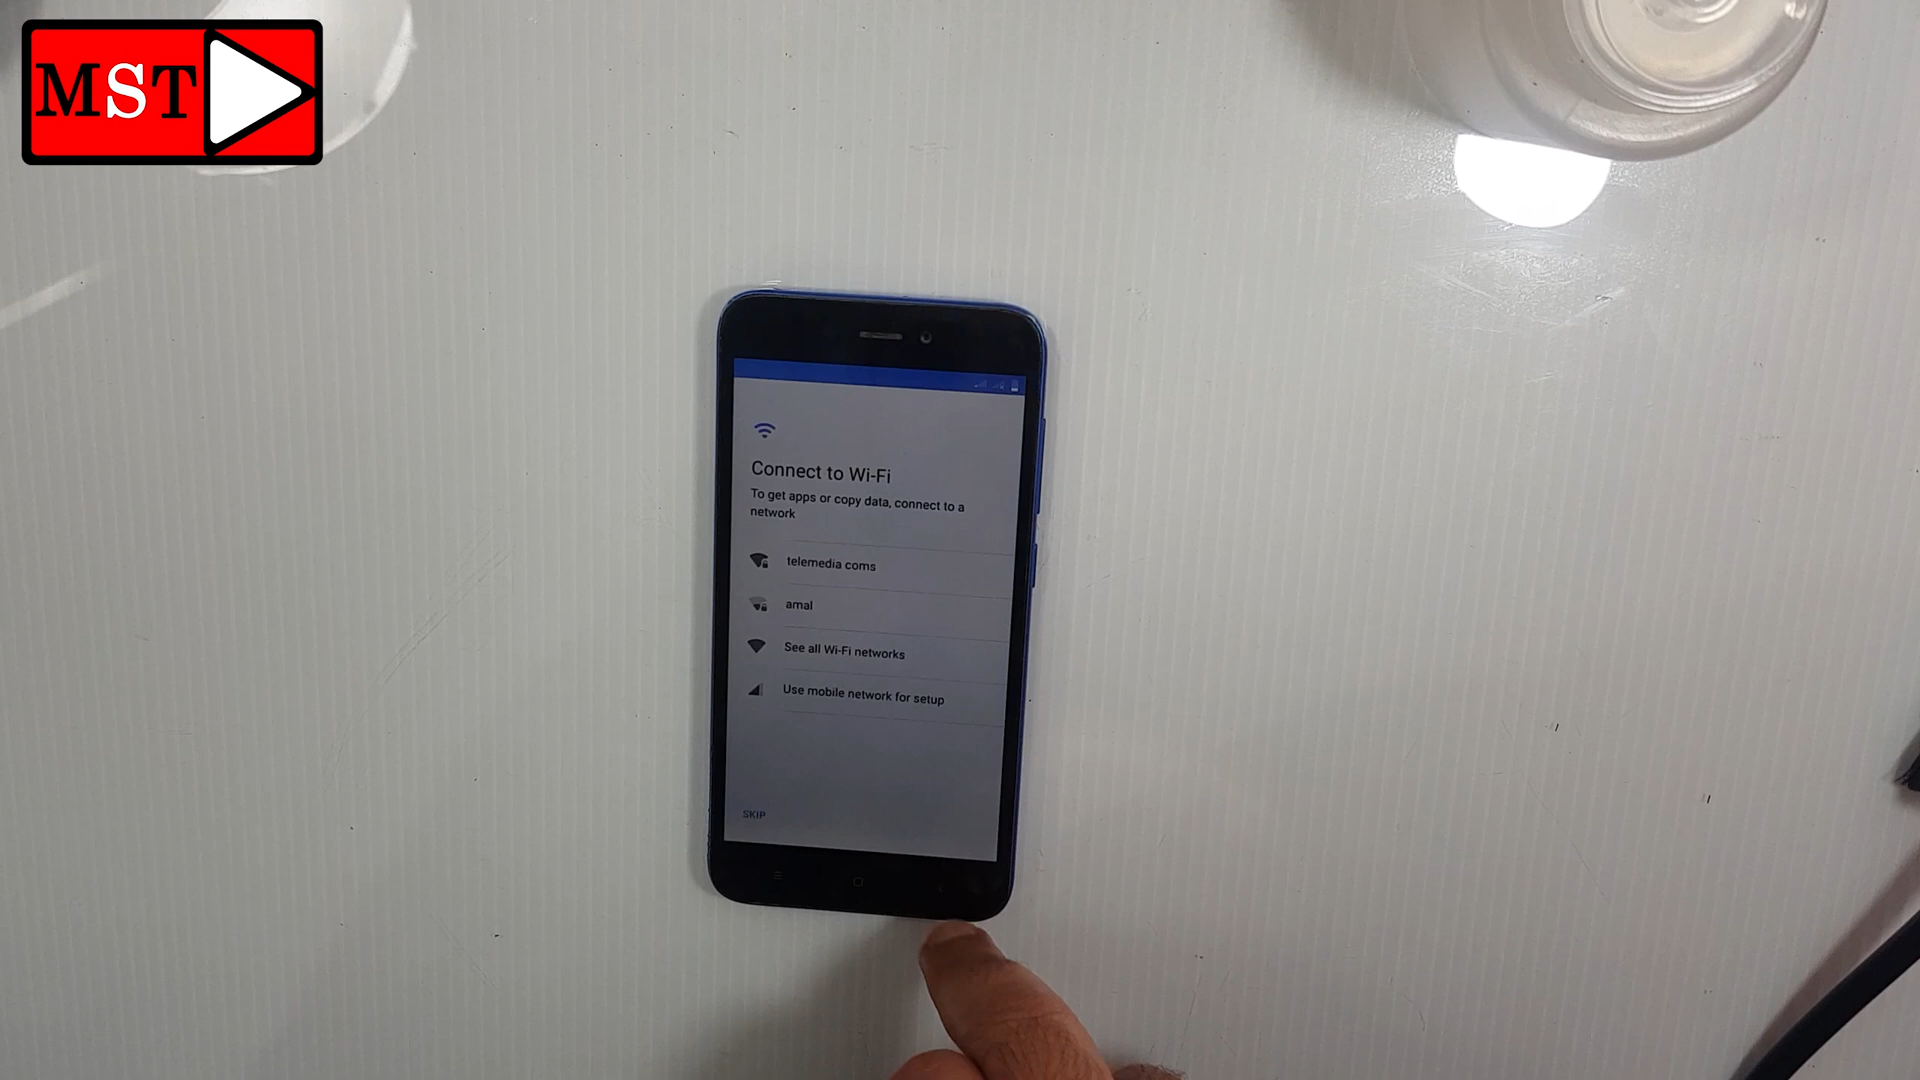 MST
Connect to Wi-Fi
To get apps or copy data, connect to a
network
telemedia coms
amal
See all Wi-Fi networks
Use mobile network for setup
SKIP